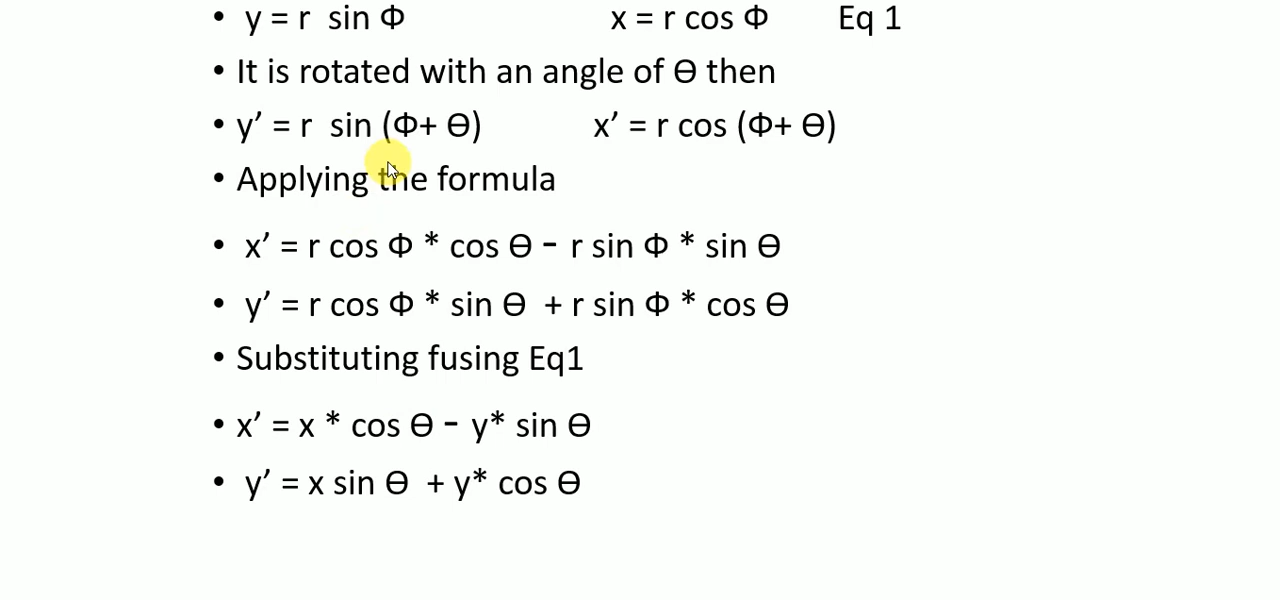 • y = r sin Φ x = r cos Φ Eq 1
• It is rotated with an angle of Ө then
• y’ = r sin (Φ+ Ө) x’ = r cos (Φ+ Ө)
• Applying the formula
• x’ = r cos Φ * cos Ө – r sin Φ * sin Ө
• y’ = r cos Φ * sin Ө + r sin Φ * cos Ө
• Substituting fusing Eq1
• x’ = x * cos Ө – y* sin Ө
• y’ = x sin Ө + y* cos Ө